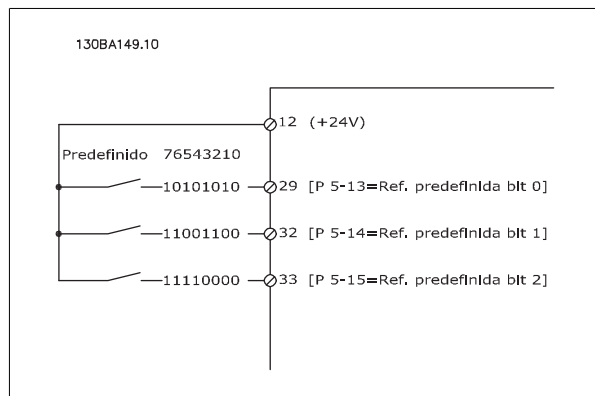 130BA149.10
12 (+24V)
Predefinido 76543210
10101010 29 [P 5-13=Ref. predefinida bit 0]
11001100 32 [P 5-14=Ref. predefinida bit 1]
11110000 33 [P 5-15=Ref. predefinida bit 2]